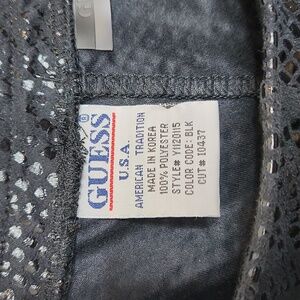 GUESS
U.S.A.
AMERICAN TRADITION
MADE IN KOREA
100% POLYESTER
STYLE# Y1120115
COLOR CODE: BLK
CUT# 10437